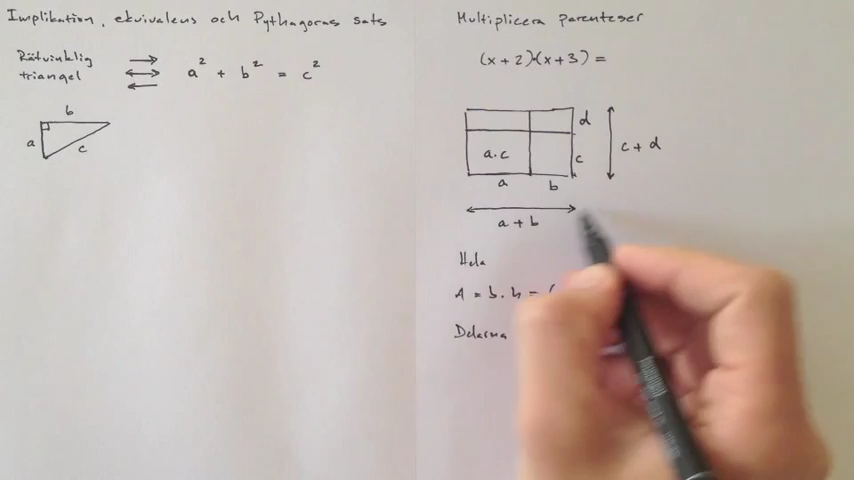 Implikation, ekvivalens och Pythagoras sats
Rätvinklig
triangel
→
↔
←
a² + b² = c²
b
a
c
Multiplicera parenteser
(x+2)·(x+3) =
d
a·c
c
c + d
a
b
a + b
Hela
A = b·h = (
Delarna